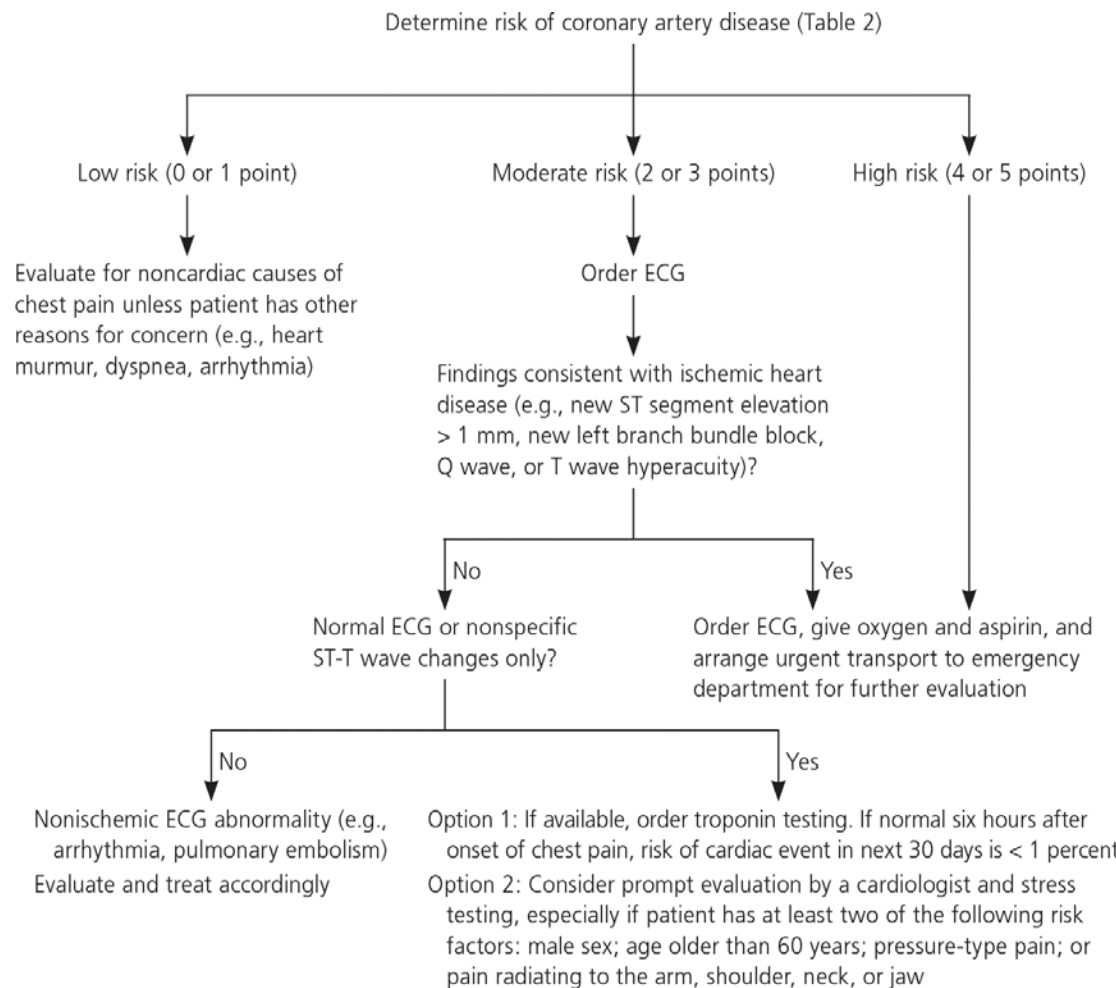 Determine risk of coronary artery disease (Table 2)
Low risk (0 or 1 point)
Moderate risk (2 or 3 points)
High risk (4 or 5 points)
Evaluate for noncardiac causes of
chest pain unless patient has other
reasons for concern (e.g., heart
murmur, dyspnea, arrhythmia)
Order ECG
Findings consistent with ischemic heart
disease (e.g., new ST segment elevation
> 1 mm, new left branch bundle block,
Q wave, or T wave hyperacuity)?
No
Yes
Normal ECG or nonspecific
ST-T wave changes only?
Order ECG, give oxygen and aspirin, and
arrange urgent transport to emergency
department for further evaluation
No
Yes
Nonischemic ECG abnormality (e.g.,
arrhythmia, pulmonary embolism)
Evaluate and treat accordingly
Option 1: If available, order troponin testing. If normal six hours after
onset of chest pain, risk of cardiac event in next 30 days is < 1 percent
Option 2: Consider prompt evaluation by a cardiologist and stress
testing, especially if patient has at least two of the following risk
factors: male sex; age older than 60 years; pressure-type pain; or
pain radiating to the arm, shoulder, neck, or jaw